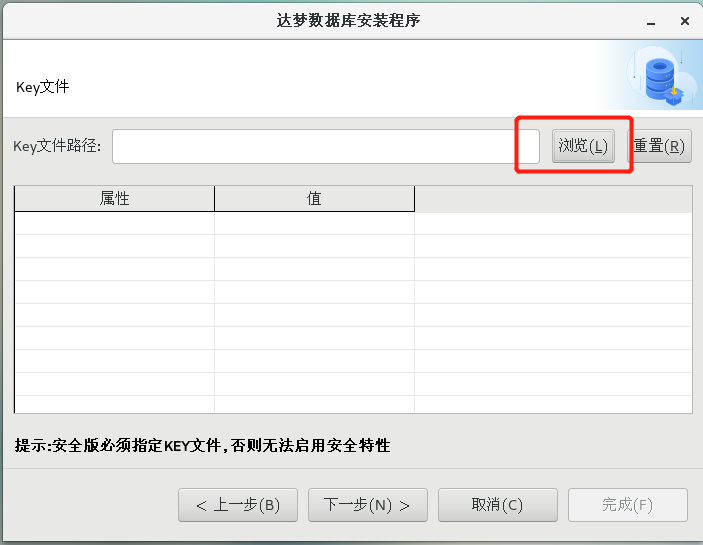 达梦数据库安装程序
Key文件
Key文件路径: 浏览(L) 重置(R)
属性 值
提示:安全版必须指定KEY文件,否则无法启用安全特性
< 上一步(B) 下一步(N) > 取消(C) 完成(F)